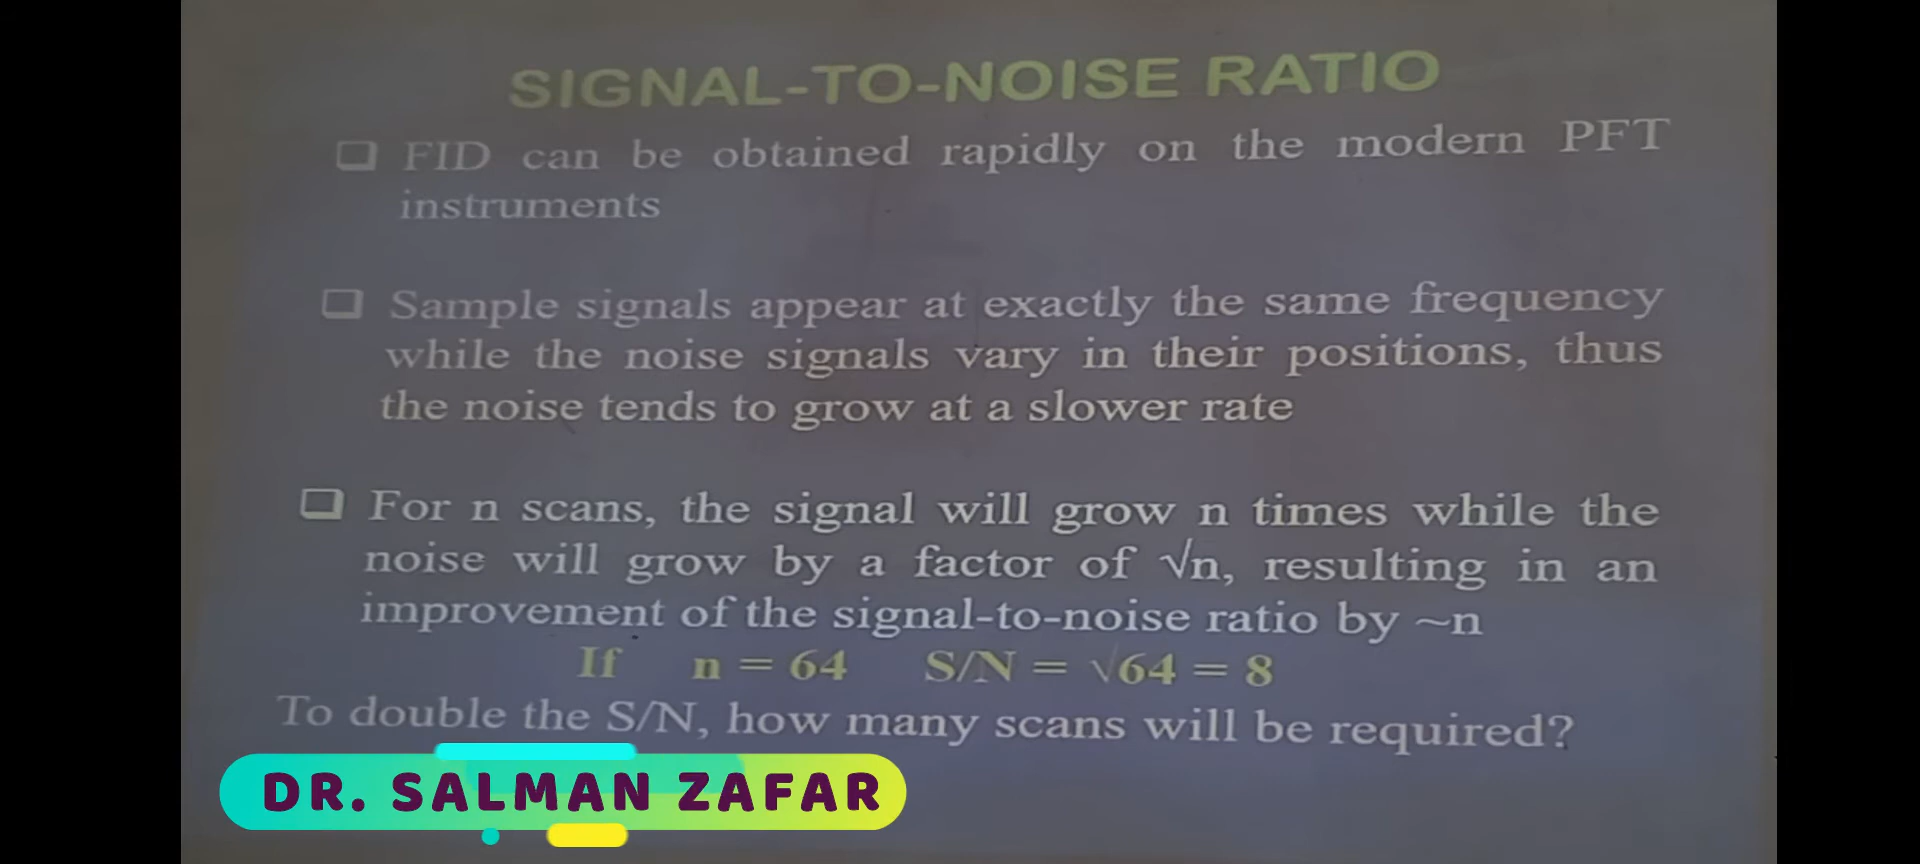 SIGNAL-TO-NOISE RATIO
❑ FID can be obtained rapidly on the modern PFT
instruments
❑ Sample signals appear at exactly the same frequency
while the noise signals vary in their positions, thus
the noise tends to grow at a slower rate
❑ For n scans, the signal will grow n times while the
noise will grow by a factor of √n, resulting in an
improvement of the signal-to-noise ratio by ~n
If n = 64 S/N = √64 = 8
To double the S/N, how many scans will be required?
DR. SALMAN ZAFAR